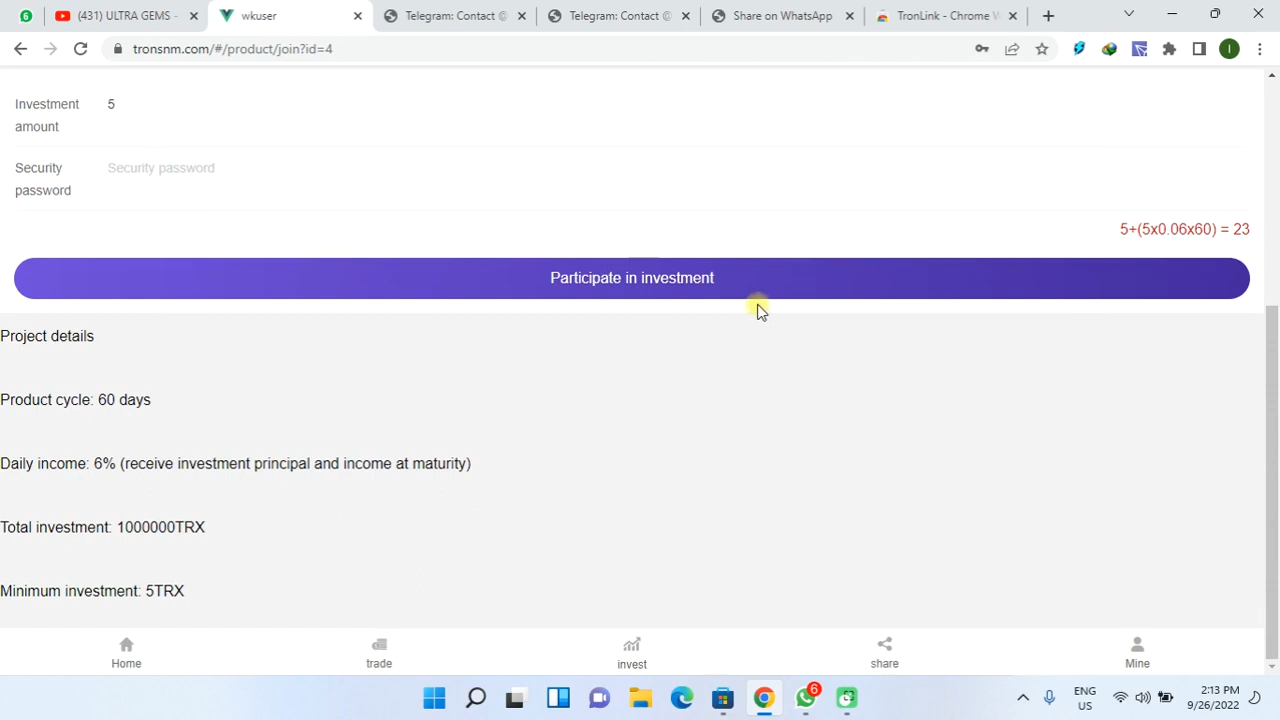 6
(431) ULTRA GEMS -
wkuser
Telegram: Contact @
Telegram: Contact @
Share on WhatsApp
TronLink - Chrome W
tronsnm.com/#/product/join?id=4
I
Investment
amount
5
Security
password
Security password
5+(5x0.06x60) = 23
Participate in investment
Project details
Product cycle: 60 days
Daily income: 6% (receive investment principal and income at maturity)
Total investment: 1000000TRX
Minimum investment: 5TRX
Home
trade
invest
share
Mine
6
ENG
US
2:13 PM
9/26/2022